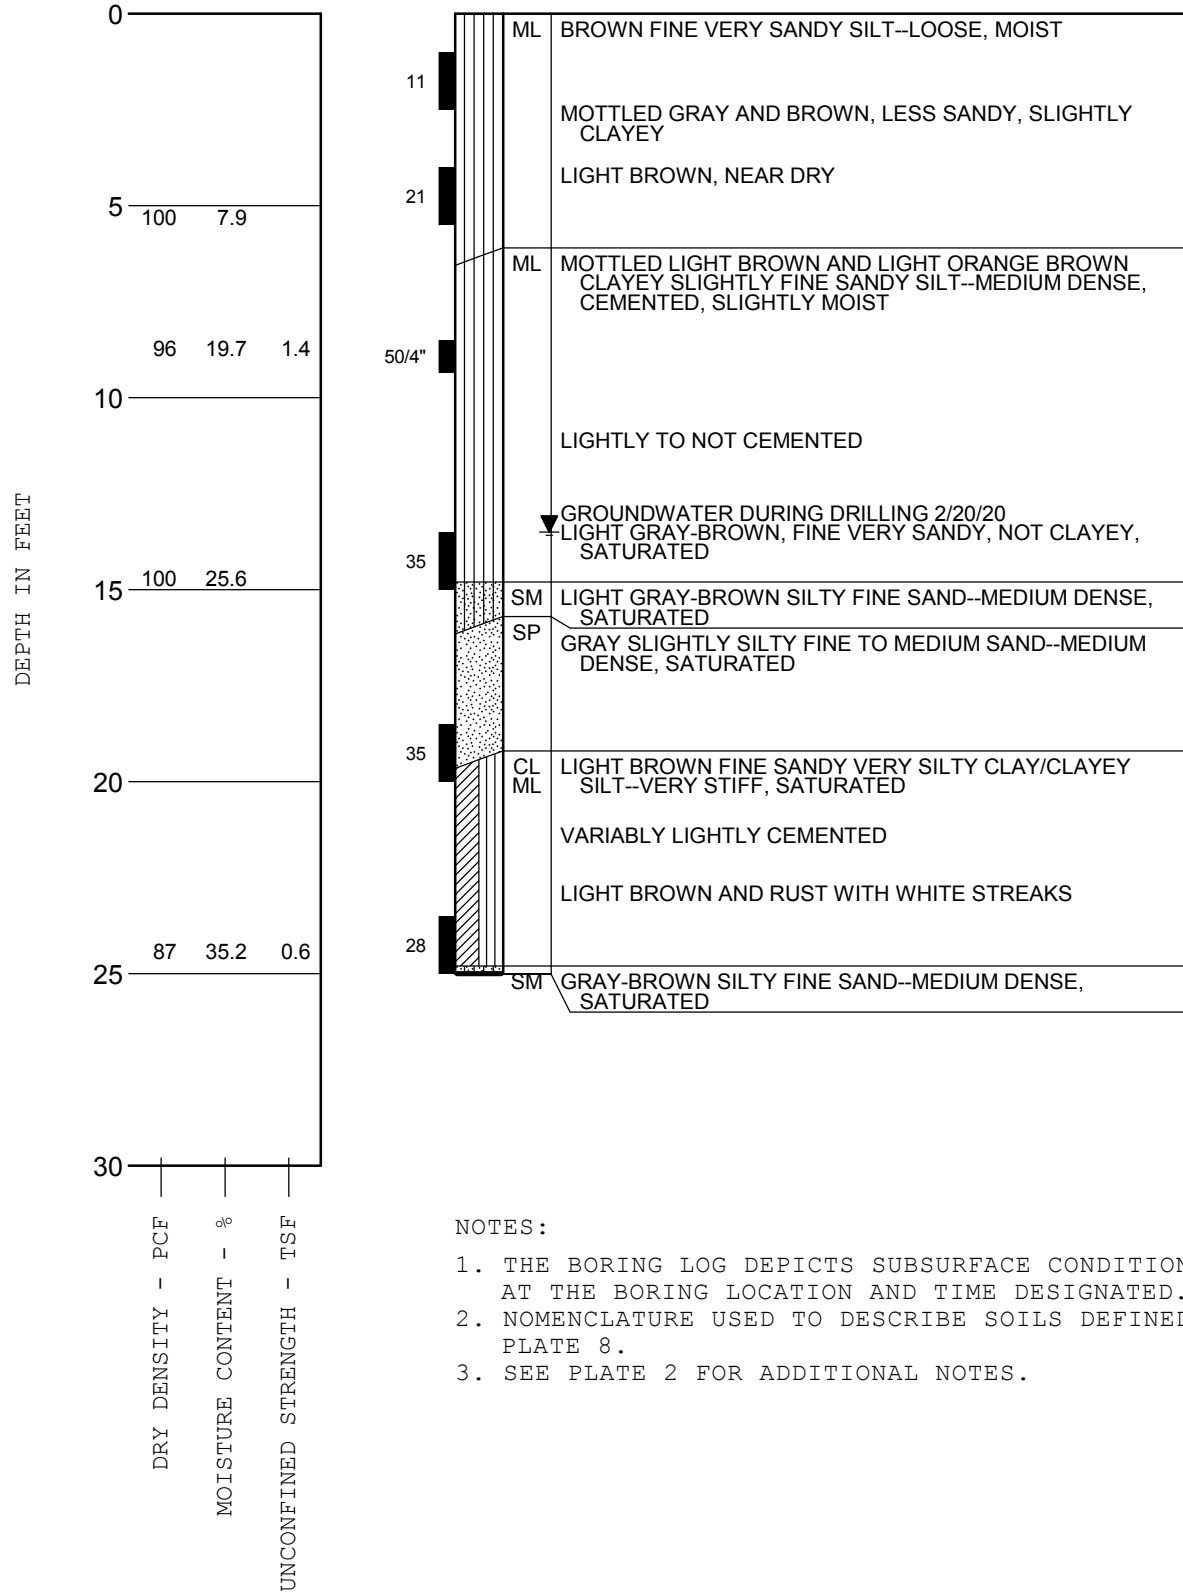 0
ML BROWN FINE VERY SANDY SILT--LOOSE, MOIST
11
MOTTLED GRAY AND BROWN, LESS SANDY, SLIGHTLY
CLAYEY
LIGHT BROWN, NEAR DRY
21
5
100 7.9
ML MOTTLED LIGHT BROWN AND LIGHT ORANGE BROWN
CLAYEY SLIGHTLY FINE SANDY SILT--MEDIUM DENSE,
CEMENTED, SLIGHTLY MOIST
96 19.7 1.4 50/4"
10
LIGHTLY TO NOT CEMENTED
DEPTH IN FEET
GROUNDWATER DURING DRILLING 2/20/20
LIGHT GRAY-BROWN, FINE VERY SANDY, NOT CLAYEY,
SATURATED
35
15 100 25.6
SM LIGHT GRAY-BROWN SILTY FINE SAND--MEDIUM DENSE,
SATURATED
SP GRAY SLIGHTLY SILTY FINE TO MEDIUM SAND--MEDIUM
DENSE, SATURATED
35
CL LIGHT BROWN FINE SANDY VERY SILTY CLAY/CLAYEY
ML SILT--VERY STIFF, SATURATED
20
VARIABLY LIGHTLY CEMENTED
LIGHT BROWN AND RUST WITH WHITE STREAKS
87 35.2 0.6 28
25
SM GRAY-BROWN SILTY FINE SAND--MEDIUM DENSE,
SATURATED
30
DRY DENSITY - PCF
MOISTURE CONTENT - %
UNCONFINED STRENGTH - TSF
NOTES:
1. THE BORING LOG DEPICTS SUBSURFACE CONDITION
AT THE BORING LOCATION AND TIME DESIGNATED.
2. NOMENCLATURE USED TO DESCRIBE SOILS DEFINED
PLATE 8.
3. SEE PLATE 2 FOR ADDITIONAL NOTES.